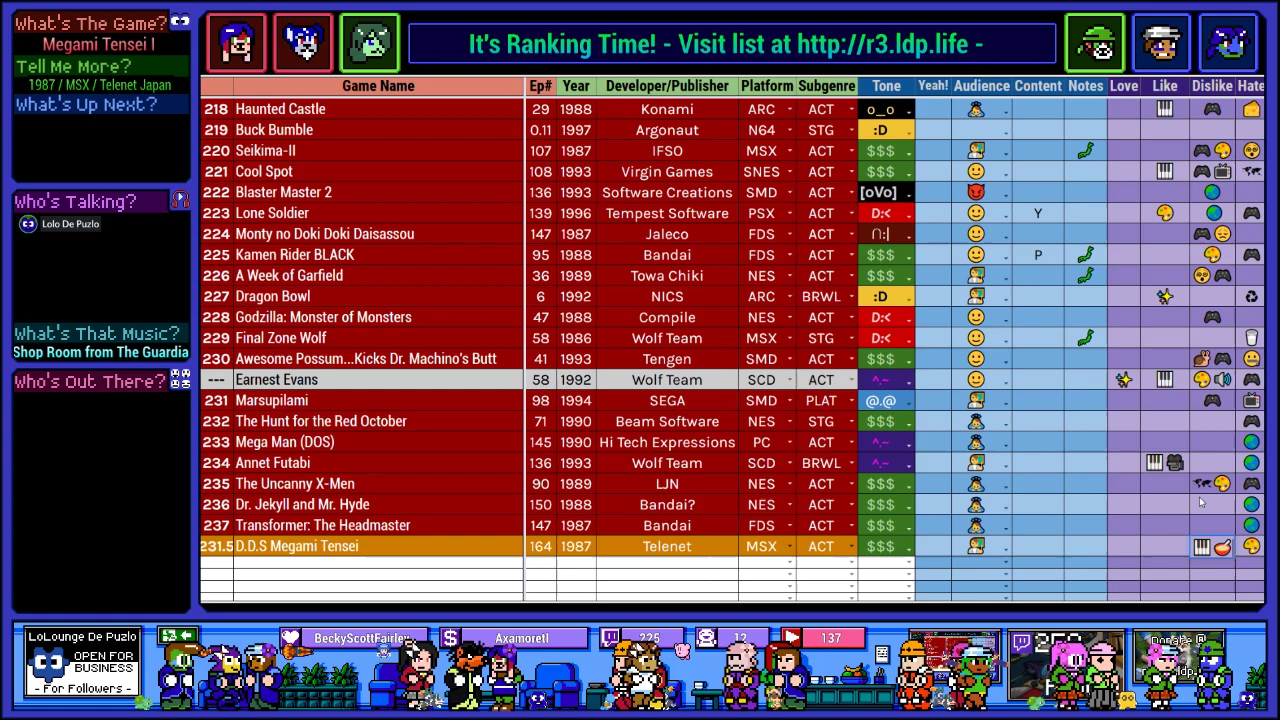 What's The Game?
Megami Tensei I
Tell Me More?
1987 / MSX / Telenet Japan
What's Up Next?
Who's Talking?
Lolo De Puzlo
What's That Music?
Shop Room from The Guardia
Who's Out There?
It's Ranking Time! - Visit list at http://r3.ldp.life -
Game Name Ep# Year Developer/Publisher Platform Subgenre Tone Yeah! Audience Content Notes Love Like Dislike Hate
218 Haunted Castle 29 1988 Konami ARC ACT o_o
219 Buck Bumble 0.11 1997 Argonaut N64 STG :D
220 Seikima-II 107 1987 IFSO MSX ACT $$$
221 Cool Spot 108 1993 Virgin Games SNES ACT $$$
222 Blaster Master 2 136 1993 Software Creations SMD ACT [oVo]
223 Lone Soldier 139 1996 Tempest Software PSX ACT D:< Y
224 Monty no Doki Doki Daisassou 147 1987 Jaleco FDS ACT ∩:|
225 Kamen Rider BLACK 95 1988 Bandai FDS ACT $$$ P
226 A Week of Garfield 36 1989 Towa Chiki NES ACT $$$
227 Dragon Bowl 6 1992 NICS ARC BRWL :D
228 Godzilla: Monster of Monsters 47 1988 Compile NES ACT D:<
229 Final Zone Wolf 58 1986 Wolf Team MSX STG D:<
230 Awesome Possum...Kicks Dr. Machino's Butt 41 1993 Tengen SMD ACT $$$
--- Earnest Evans 58 1992 Wolf Team SCD ACT ^.~
231 Marsupilami 98 1994 SEGA SMD PLAT @.@
232 The Hunt for the Red October 71 1990 Beam Software NES STG $$$
233 Mega Man (DOS) 145 1990 Hi Tech Expressions PC ACT ^.~
234 Annet Futabi 136 1993 Wolf Team SCD BRWL ^.~
235 The Uncanny X-Men 90 1989 LJN NES ACT $$$
236 Dr. Jekyll and Mr. Hyde 150 1988 Bandai? NES ACT $$$
237 Transformer: The Headmaster 147 1987 Bandai FDS ACT $$$
231.5 D.D.S Megami Tensei 164 1987 Telenet MSX ACT $$$
LoLounge De Puzlo
OPEN FOR
BUSINESS
- For Followers -
BeckyScottFairley
Axamoretl
225
12
137
Donate @
ldp.